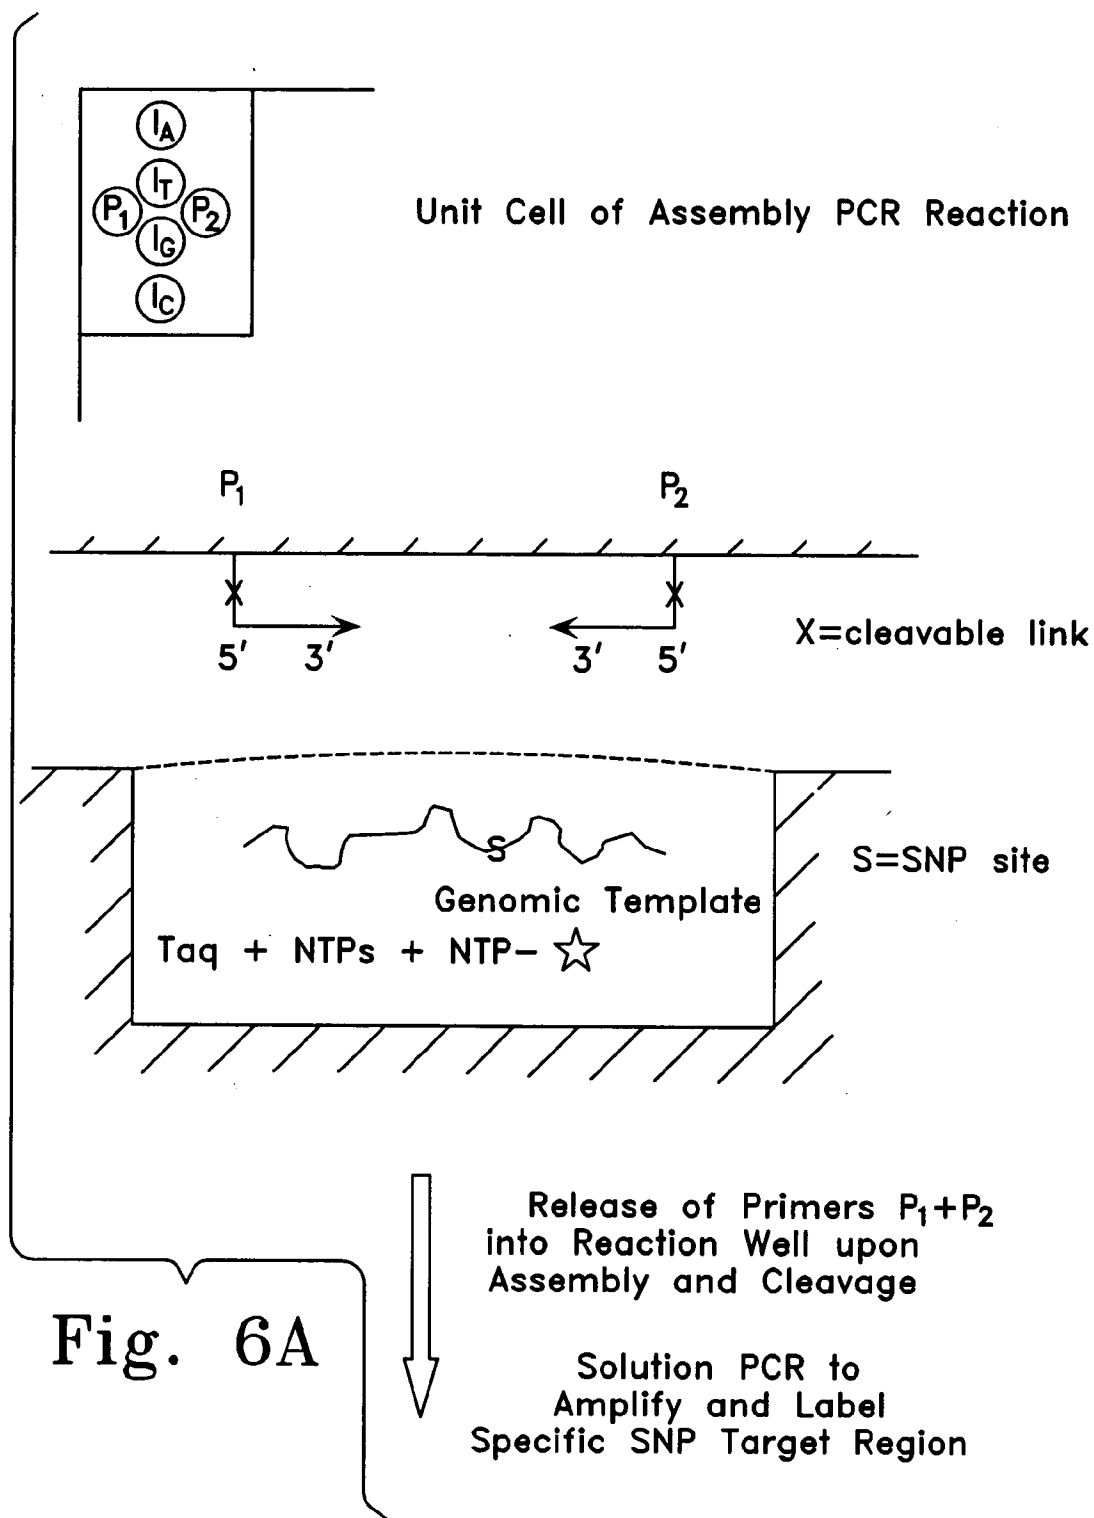 I_A
I_T
P_1 P_2
I_G
I_C
Unit Cell of Assembly PCR Reaction
P_1 P_2
X X
5' 3' 3' 5'
X=cleavable link
S
S=SNP site
Genomic Template
Taq + NTPs + NTP-☆
Release of Primers P_1+P_2
into Reaction Well upon
Assembly and Cleavage
Fig. 6A
Solution PCR to
Amplify and Label
Specific SNP Target Region